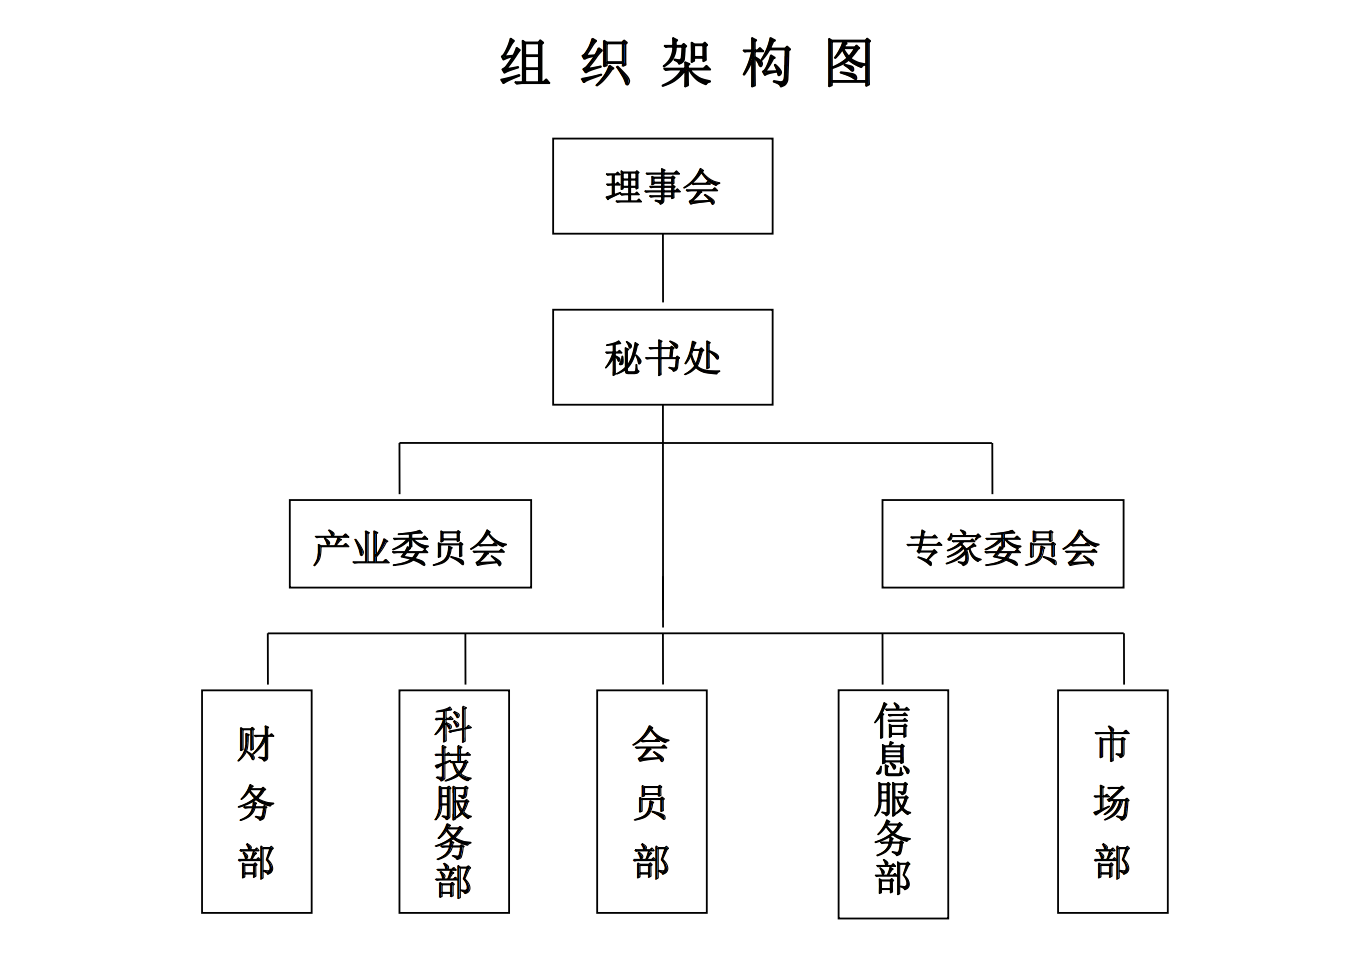 组织架构图
理事会
秘书处
产业委员会
专家委员会
财务部
科技服务部
会员部
信息服务部
市场部